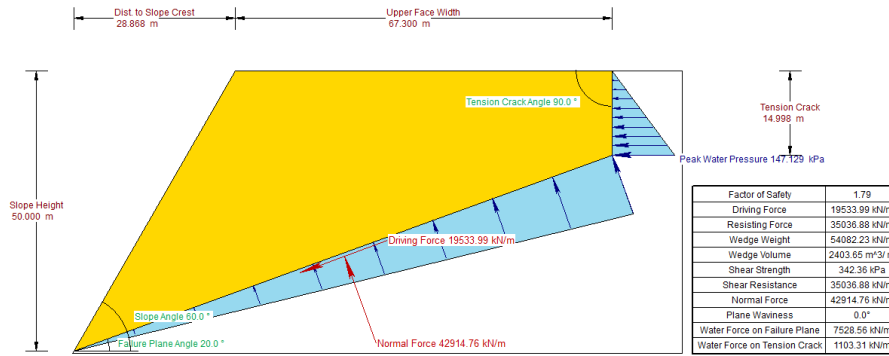 Dist. to Slope Crest
28.868 m
Upper Face Width
67.300 m
Tension Crack Angle 90.0 °
Tension Crack
14.998 m
Peak Water Pressure 147.129 kPa
Slope Height
50.000 m
Driving Force 19533.99 kN/m
Slope Angle 60.0 °
Failure Plane Angle 20.0 °
Normal Force 42914.76 kN/m
Factor of Safety 1.79
Driving Force 19533.99 kN/m
Resisting Force 35036.88 kN/m
Wedge Weight 54082.23 kN/m
Wedge Volume 2403.65 m^3/
Shear Strength 342.36 kPa
Shear Resistance 35036.88 kN/m
Normal Force 42914.76 kN/m
Plane Waviness 0.0°
Water Force on Failure Plane 7528.56 kN/m
Water Force on Tension Crack 1103.31 kN/m